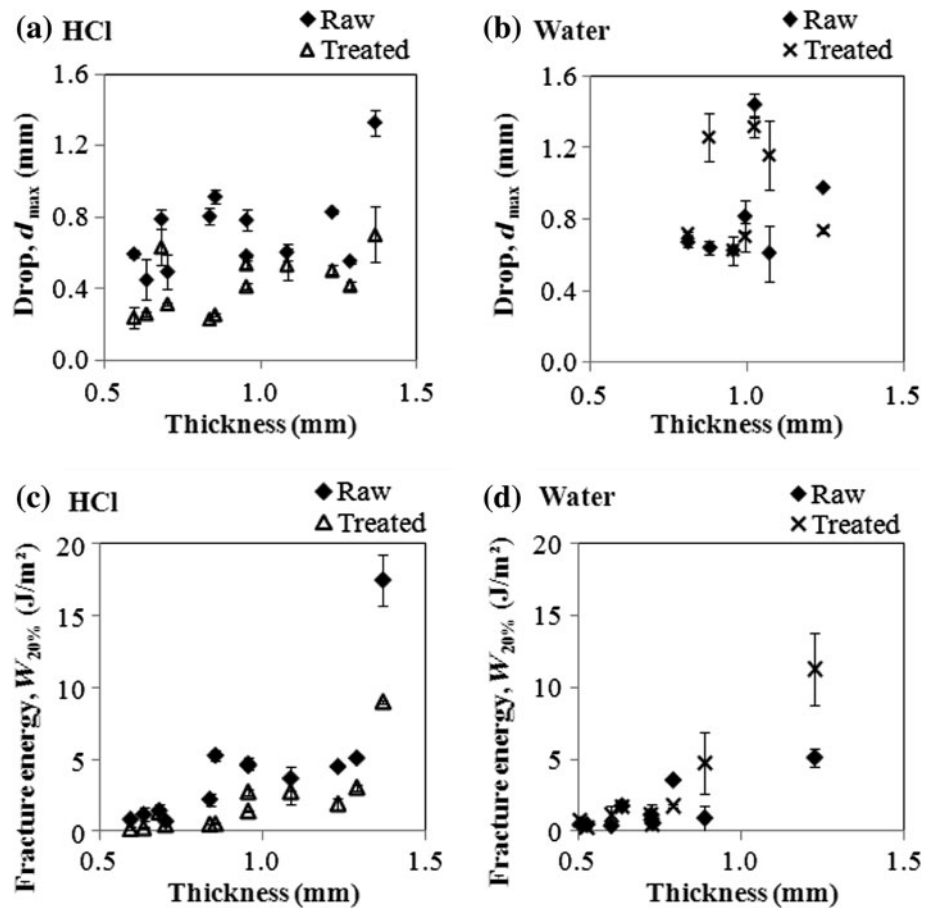 (a) HCl
◆ Raw
△ Treated
Drop, d max (mm)
1.6
1.2
0.8
0.4
0.0
0.5 1.0 1.5
Thickness (mm)
(b) Water
◆ Raw
× Treated
Drop, d max (mm)
1.6
1.2
0.8
0.4
0.0
0.5 1.0 1.5
Thickness (mm)
(c) HCl
◆ Raw
△ Treated
Fracture energy, W20% (J/m²)
20
15
10
5
0
0.5 1.0 1.5
Thickness (mm)
(d) Water
◆ Raw
× Treated
Fracture energy, W20% (J/m²)
20
15
10
5
0
0.5 1.0 1.5
Thickness (mm)